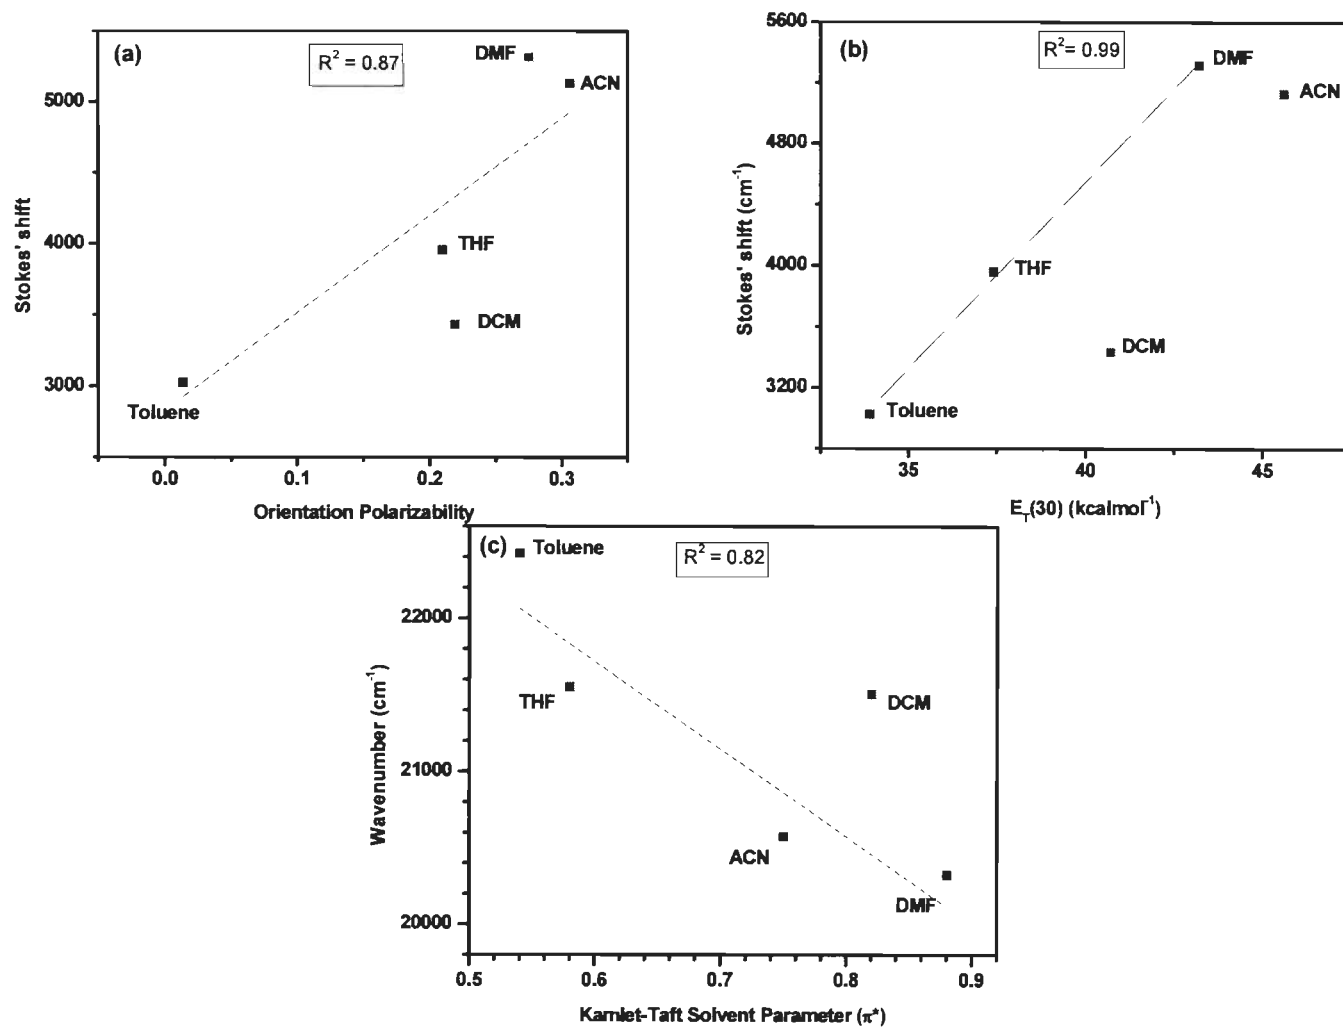 (a)
R² = 0.87
DMF
ACN
THF
DCM
Toluene
5000
4000
3000
Stokes' shift
0.0 0.1 0.2 0.3
Orientation Polarizability
(b)
R²= 0.99
DMF
ACN
THF
DCM
Toluene
5600
4800
4000
3200
Stokes' shift (cm⁻¹)
35 40 45
E_T(30) (kcalmol⁻¹)
(c)
R² = 0.82
Toluene
THF
DCM
ACN
DMF
22000
21000
20000
Wavenumber (cm⁻¹)
0.5 0.6 0.7 0.8 0.9
Kamlet-Taft Solvent Parameter (π*)